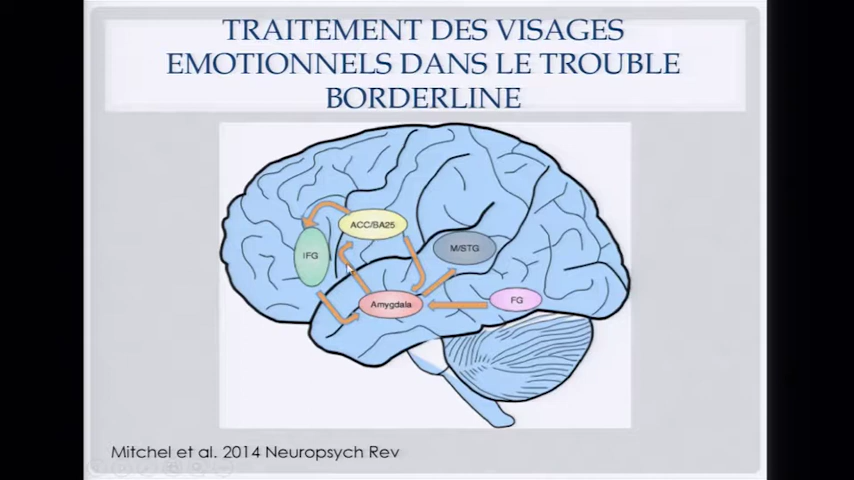 TRAITEMENT DES VISAGES
EMOTIONNELS DANS LE TROUBLE
BORDERLINE
ACC/BA25
IFG
M/STG
Amygdala
FG
Mitchel et al. 2014 Neuropsych Rev